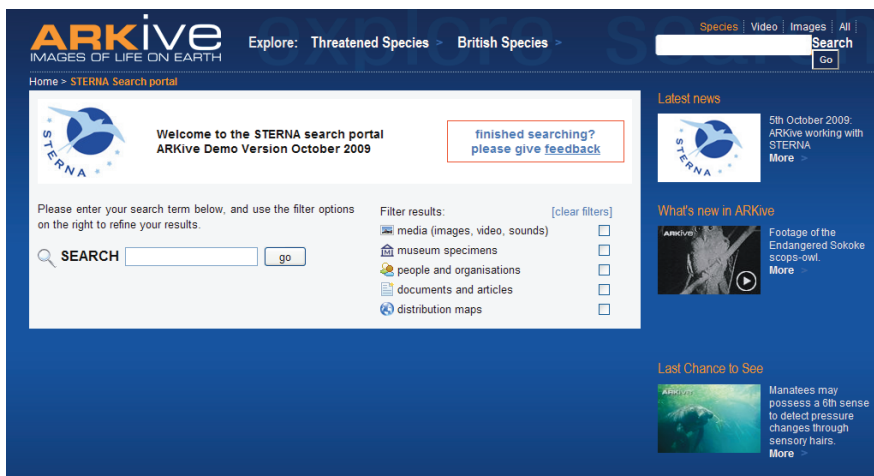 ARKive
IMAGES OF LIFE ON EARTH
Explore: Threatened Species > British Species >
Species Video Images All
Search
Go
Home > STERNA Search portal
STERNA
Welcome to the STERNA search portal
ARKive Demo Version October 2009
finished searching?
please give feedback
Please enter your search term below, and use the filter options
on the right to refine your results.
SEARCH
go
Filter results: [clear filters]
media (images, video, sounds)
museum specimens
people and organisations
documents and articles
distribution maps
Latest news
STERNA
5th October 2009:
ARKive working with
STERNA
More >
What's new in ARKive
ARKive
Footage of the
Endangered Sokoke
scops-owl.
More >
Last Chance to See
ARKive
Manatees may
possess a 6th sense
to detect pressure
changes through
sensory hairs.
More >